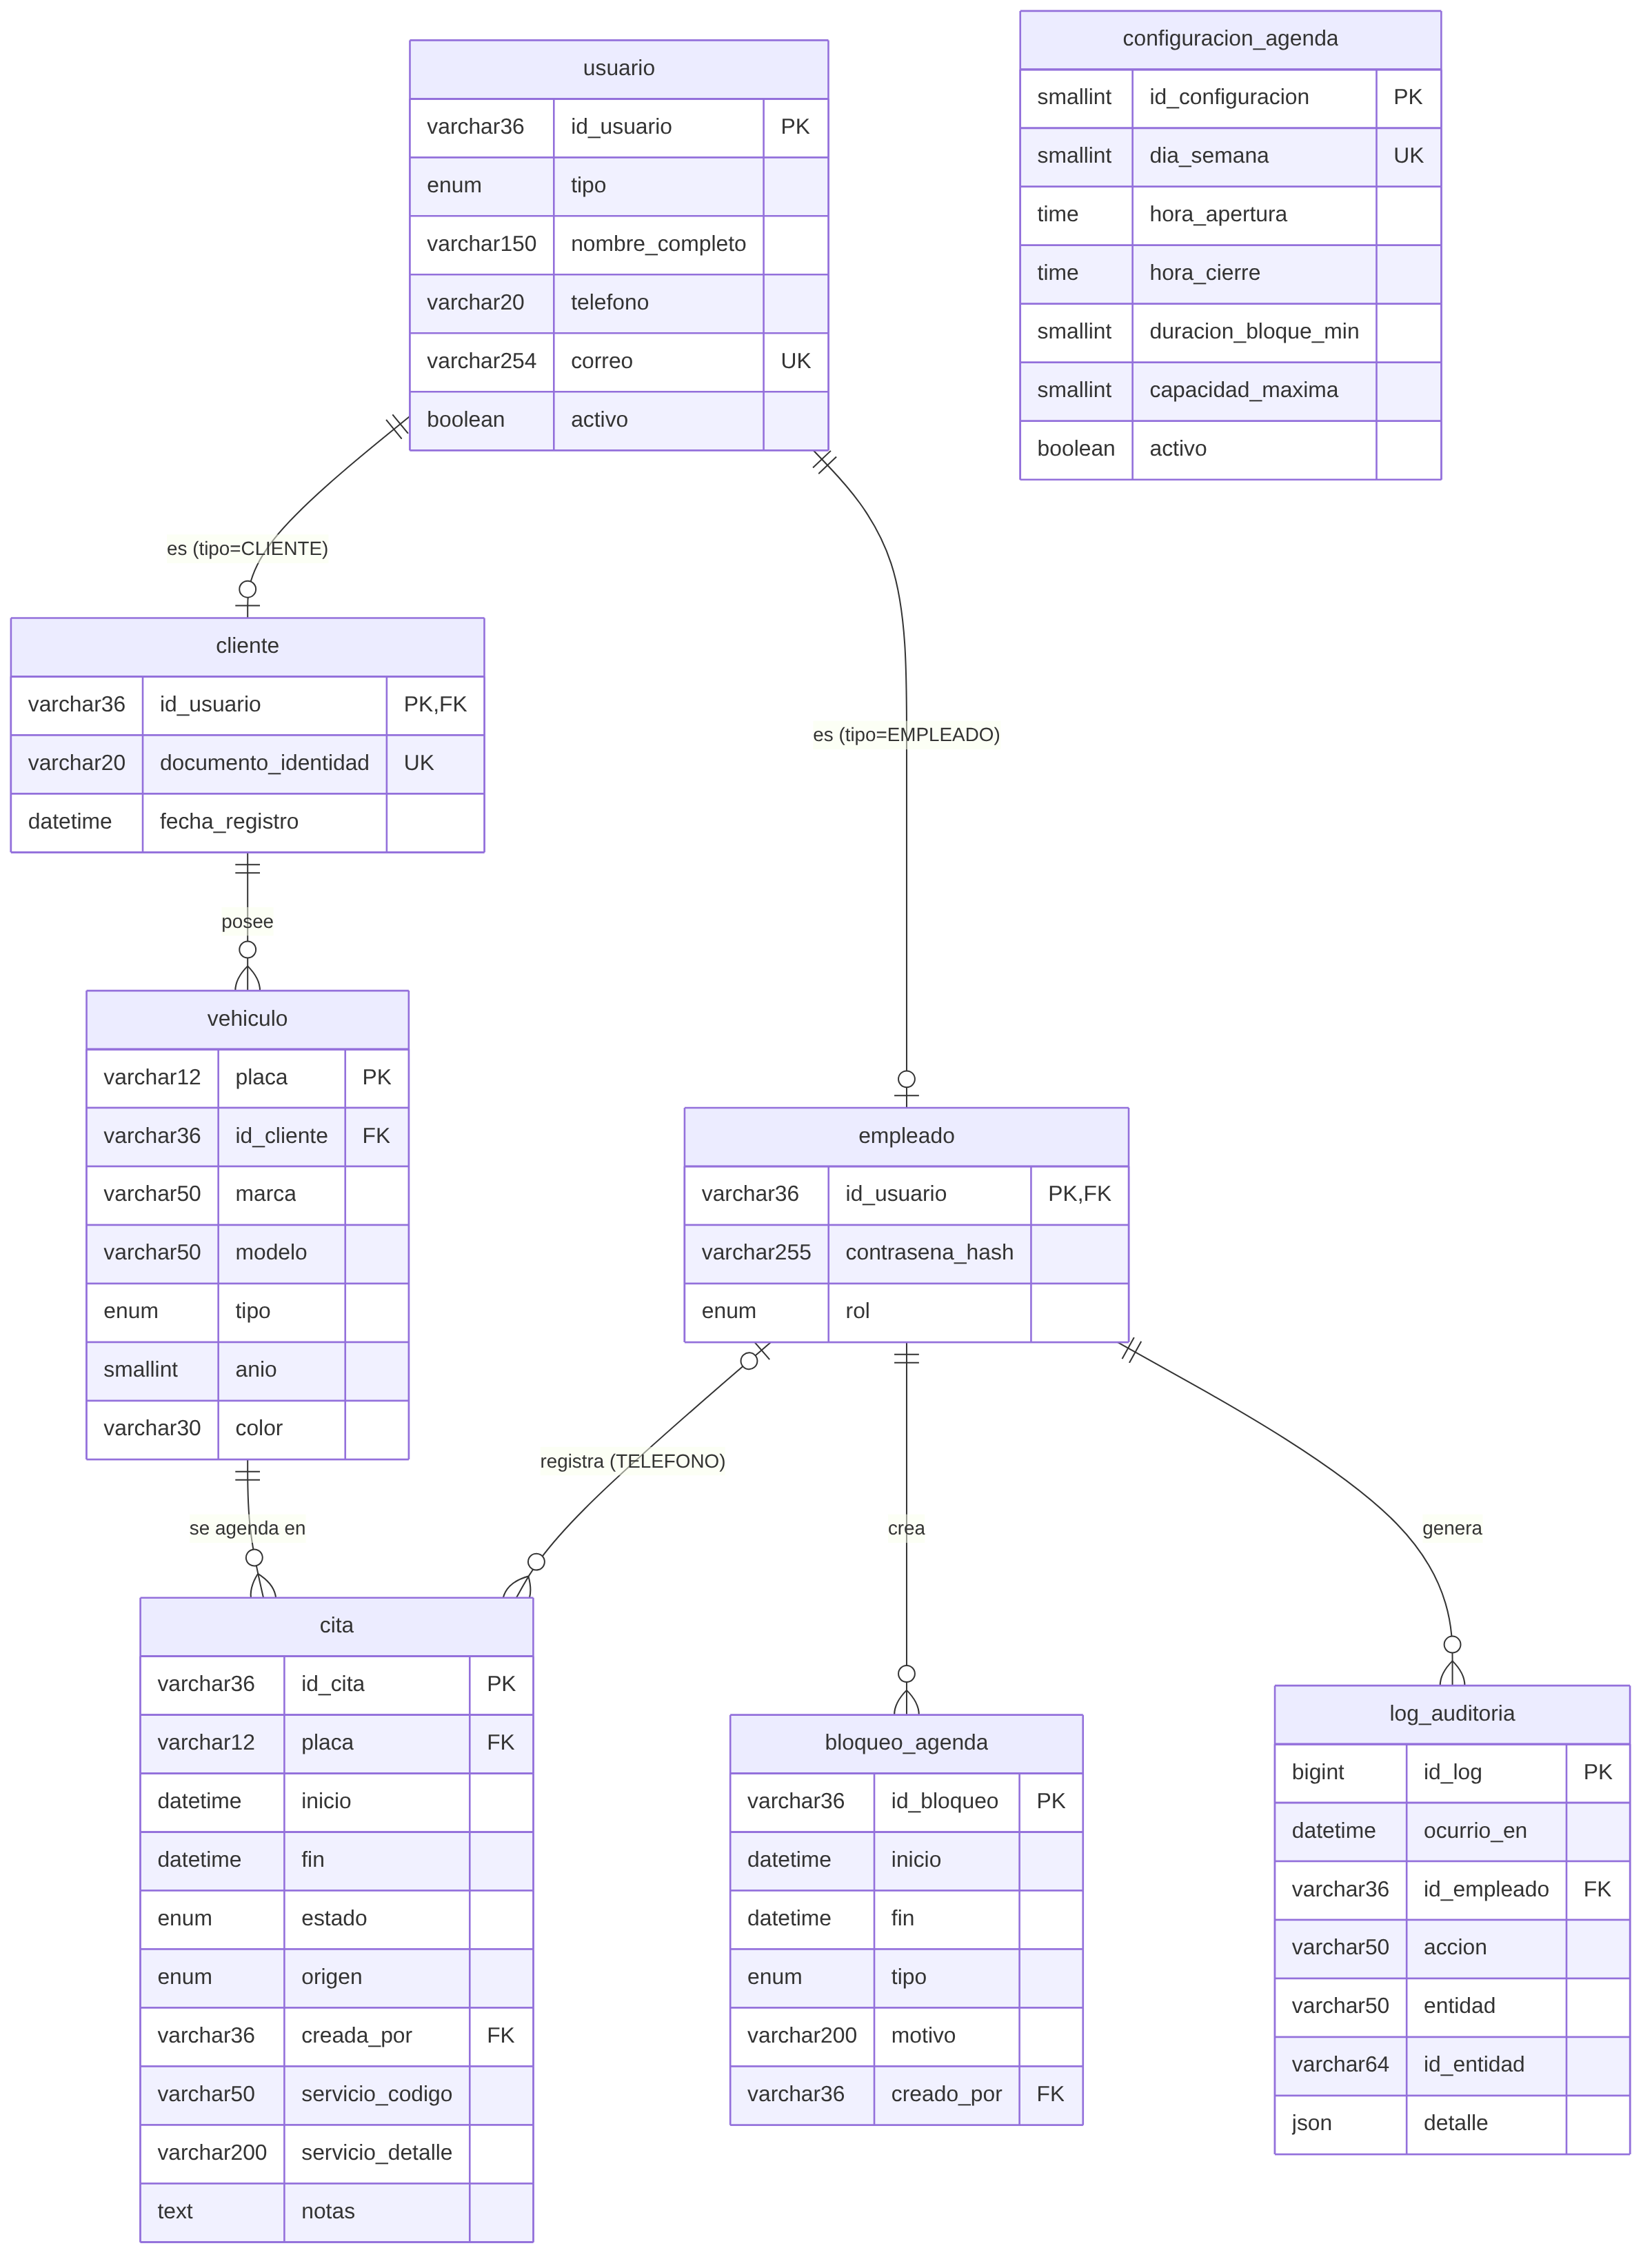 usuario
varchar36 id_usuario PK
enum tipo
varchar150 nombre_completo
varchar20 telefono
varchar254 correo UK
boolean activo
configuracion_agenda
smallint id_configuracion PK
smallint dia_semana UK
time hora_apertura
time hora_cierre
smallint duracion_bloque_min
smallint capacidad_maxima
boolean activo
es (tipo=CLIENTE)
es (tipo=EMPLEADO)
cliente
varchar36 id_usuario PK,FK
varchar20 documento_identidad UK
datetime fecha_registro
posee
vehiculo
varchar12 placa PK
varchar36 id_cliente FK
varchar50 marca
varchar50 modelo
enum tipo
smallint anio
varchar30 color
empleado
varchar36 id_usuario PK,FK
varchar255 contrasena_hash
enum rol
se agenda en
registra (TELEFONO)
crea
genera
cita
varchar36 id_cita PK
varchar12 placa FK
datetime inicio
datetime fin
enum estado
enum origen
varchar36 creada_por FK
varchar50 servicio_codigo
varchar200 servicio_detalle
text notas
bloqueo_agenda
varchar36 id_bloqueo PK
datetime inicio
datetime fin
enum tipo
varchar200 motivo
varchar36 creado_por FK
log_auditoria
bigint id_log PK
datetime ocurrio_en
varchar36 id_empleado FK
varchar50 accion
varchar50 entidad
varchar64 id_entidad
json detalle